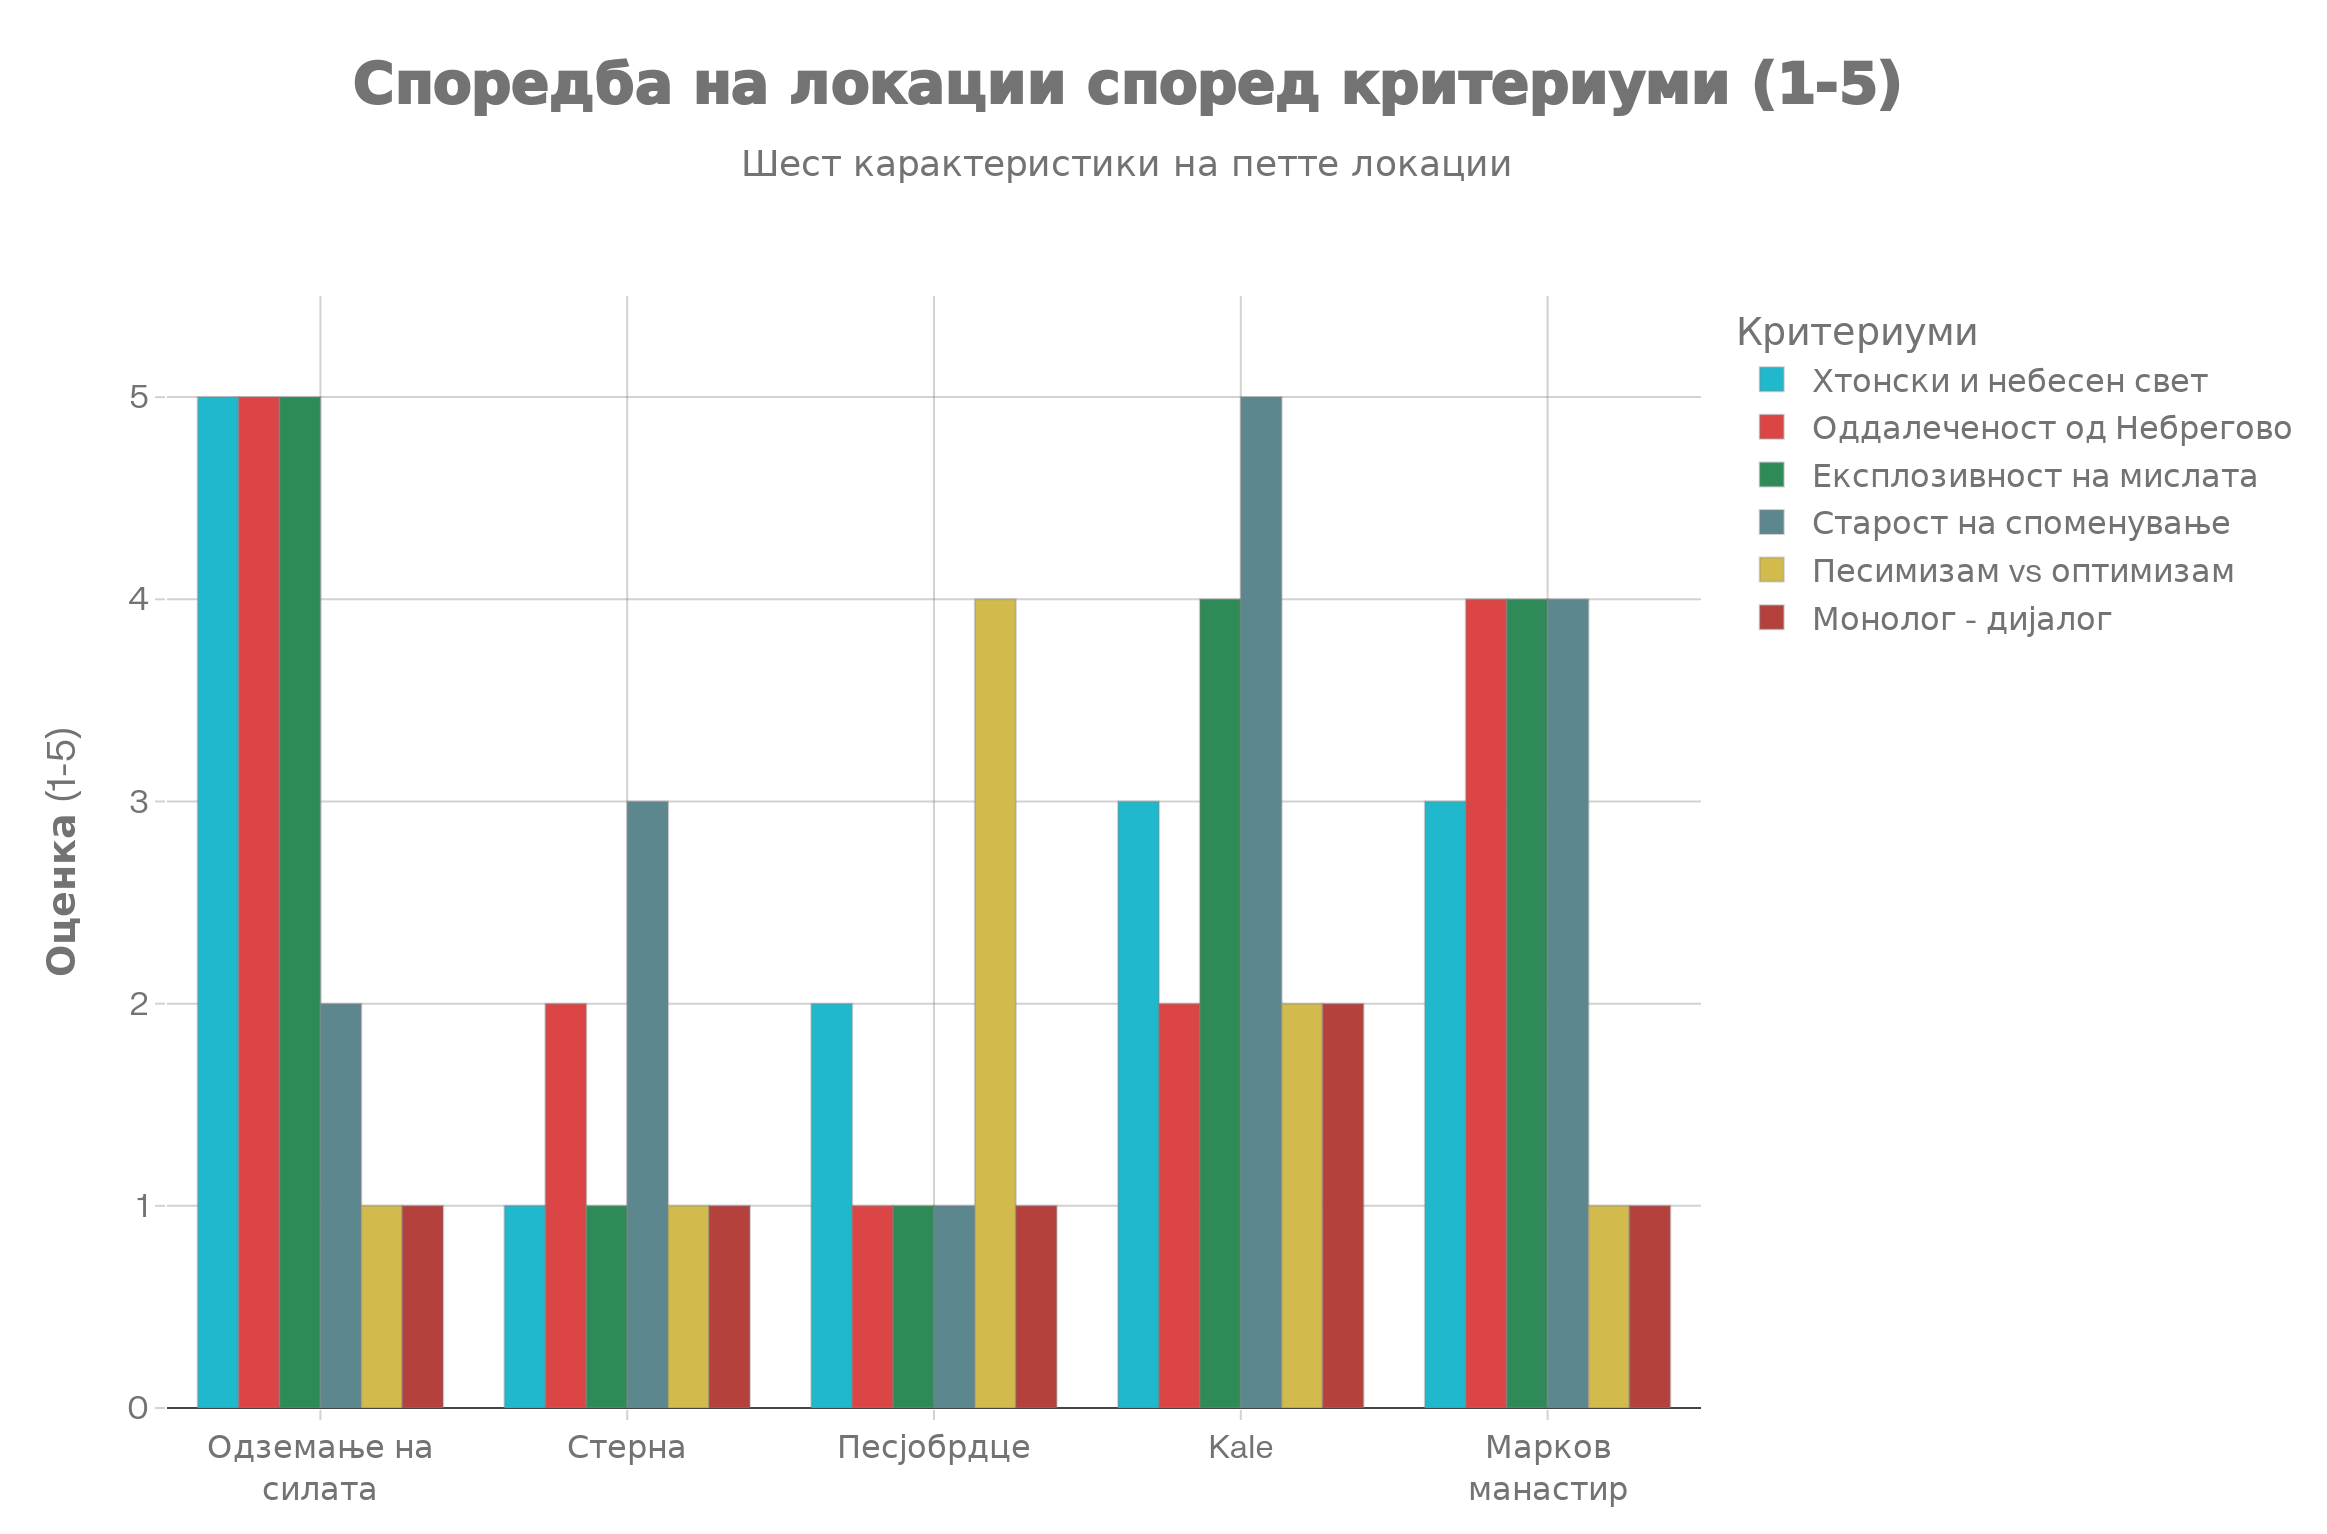 Споредба на локации според критериуми (1-5)
Шест карактеристики на петте локации
Критериуми
Хтонски и небесен свет
Оддалеченост од Небрегово
Експлозивност на мислата
Старост на споменување
Песимизам vs оптимизам
Монолог - дијалог
Оценка (1-5)
5
4
3
2
1
0
Одземање на
силата
Стерна
Песјобрдце
Kale
Марков
манастир